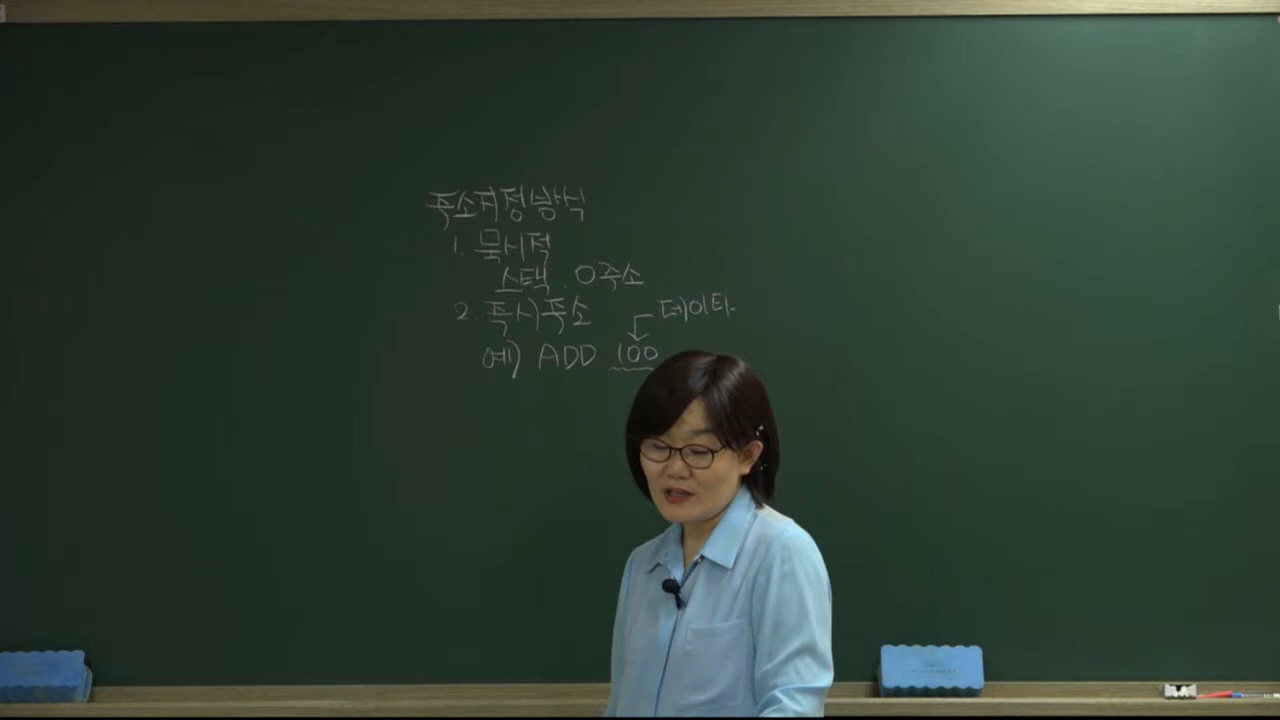 주소지정방식
1. 묵시적
스택. 0주소
2. 즉시주소
데이타
예) ADD 100